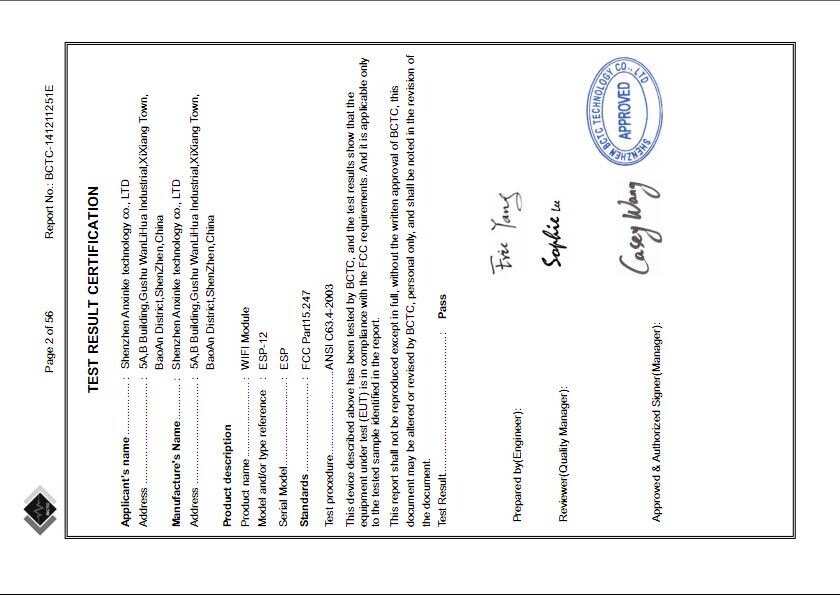 Page 2 of 56 Report No.: BCTC-141211251E
TEST RESULT CERTIFICATION
Applicant's name ................: Shenzhen Anxinke technology co., LTD
Address ................................: 5A,B Building,Gushu WanLiHua Industrial,XiXiang Town,
BaoAn District,ShenZhen,China
Manufacture's Name...........: Shenzhen Anxinke technology co., LTD
Address ................................: 5A,B Building,Gushu WanLiHua Industrial,XiXiang Town,
BaoAn District,ShenZhen,China
Product description
Product name........................: WIFI Module
Model and/or type reference : ESP-12
Serial Model...........................: ESP
Standards .............................: FCC Part15.247
Test procedure.........................ANSI C63.4-2003
This device described above has been tested by BCTC, and the test results show that the
equipment under test (EUT) is in compliance with the FCC requirements. And it is applicable only
to the tested sample identified in the report.
This report shall not be reproduced except in full, without the written approval of BCTC, this
document may be altered or revised by BCTC, personal only, and shall be noted in the revision of
the document.
Test Result................................................: Pass
Prepared by(Engineer): Eric Yang
Reviewer(Quality Manager): Sophie Lee
Approved & Authorized Signer(Manager): Casey Wang
SHENZHEN BCTC TECHNOLOGY CO., LTD
APPROVED